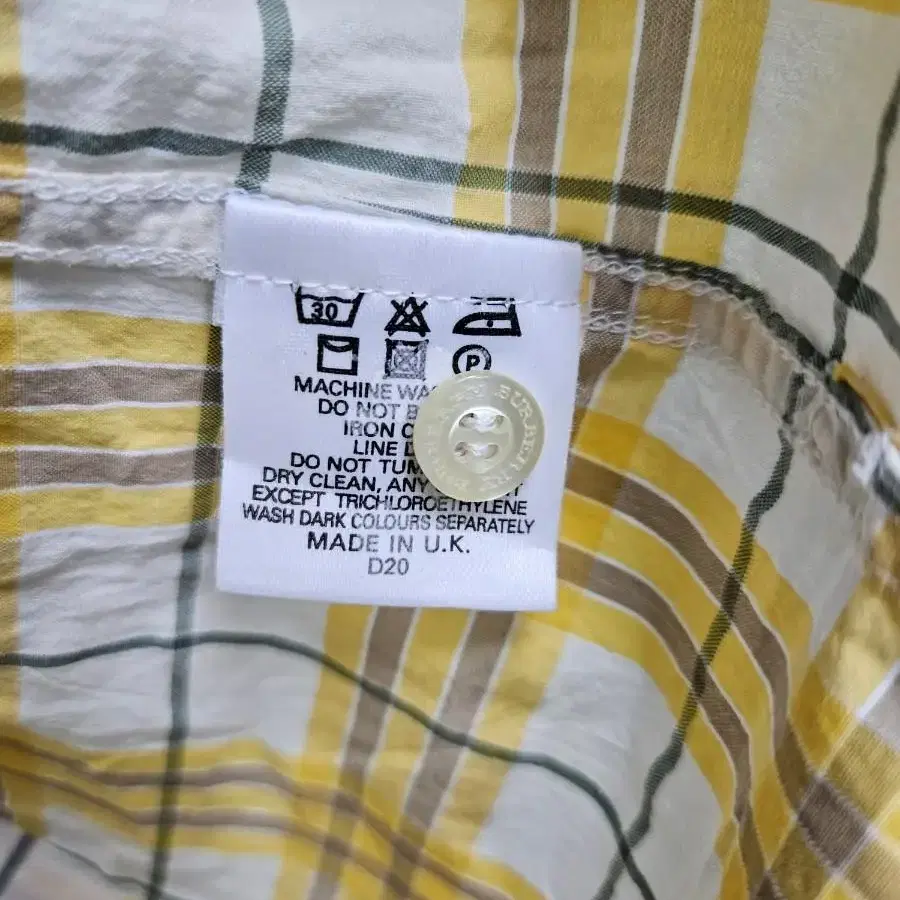 30
P
MACHINE
DO NOT
IRON
LINE
DO NOT
DRY CLEAN, ANY
EXCEPT TRICHLOROETHYLENE
WASH DARK COLOURS SEPARATELY
MADE IN U.K.
D20
BURBERRY